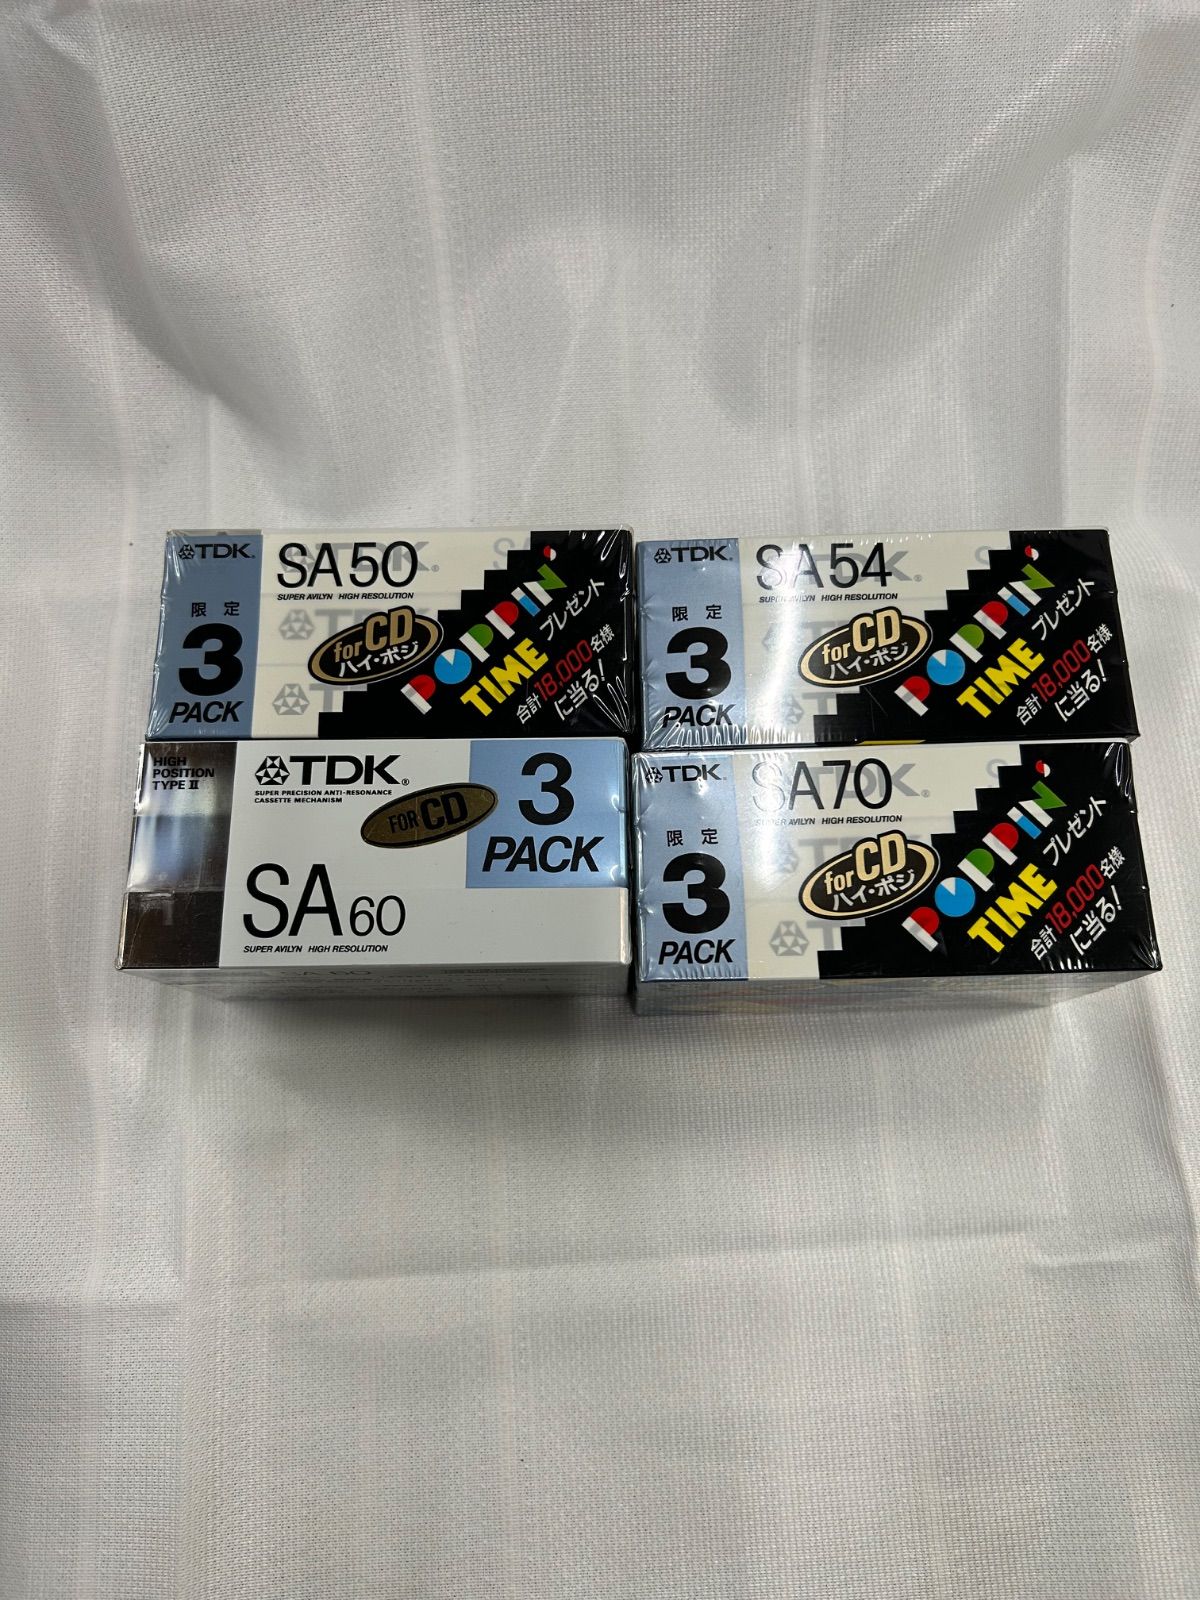 TDK
SA50
SUPER AVILYN HIGH RESOLUTION
限定
3
PACK
for CD
ハイ・ポジ
POPPIN'
TIME
プレゼント
合計18,000名様
に当る!
TDK
SA54
SUPER AVILYN HIGH RESOLUTION
限定
3
PACK
for CD
ハイ・ポジ
POPPIN'
TIME
プレゼント
合計18,000名様
に当る!
HIGH
POSITION
TYPE II
TDK
SUPER PRECISION ANTI-RESONANCE
CASSETTE MECHANISM
FOR CD
3
PACK
SA60
SUPER AVILYN HIGH RESOLUTION
SA 60
TDK
SA70
SUPER AVILYN HIGH RESOLUTION
限定
3
PACK
for CD
ハイ・ポジ
POPPIN'
TIME
プレゼント
合計18,000名様
に当る!